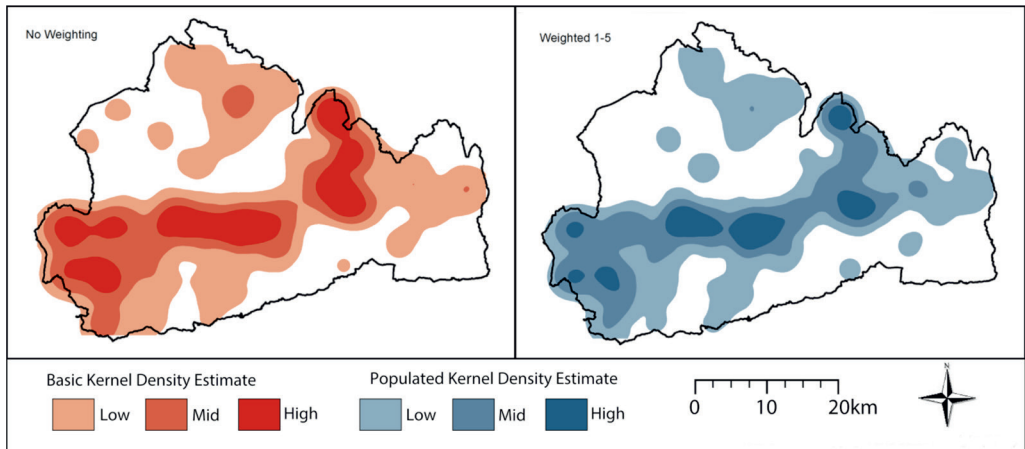 No Weighting
Weighted 1-5
Basic Kernel Density Estimate
Low Mid High
Populated Kernel Density Estimate
Low Mid High
0 10 20km